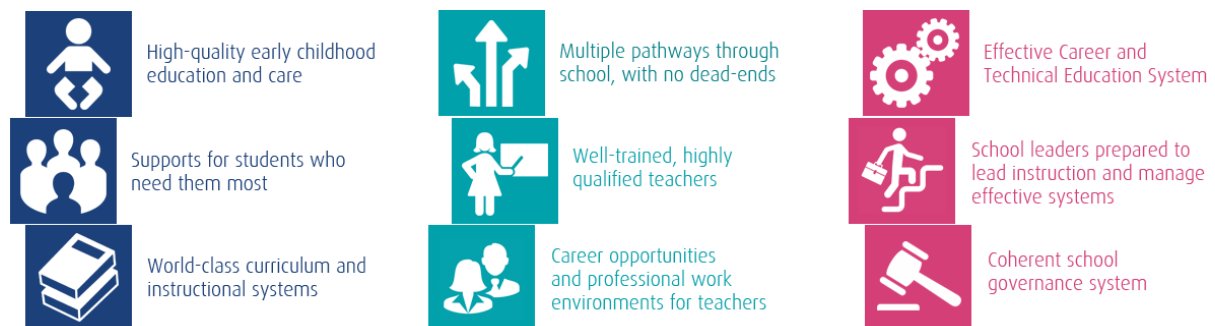 High-quality early childhood
education and care
Supports for students who
need them most
World-class curriculum and
instructional systems
Multiple pathways through
school, with no dead-ends
Well-trained, highly
qualified teachers
Career opportunities
and professional work
environments for teachers
Effective Career and
Technical Education System
School leaders prepared to
lead instruction and manage
effective systems
Coherent school
governance system